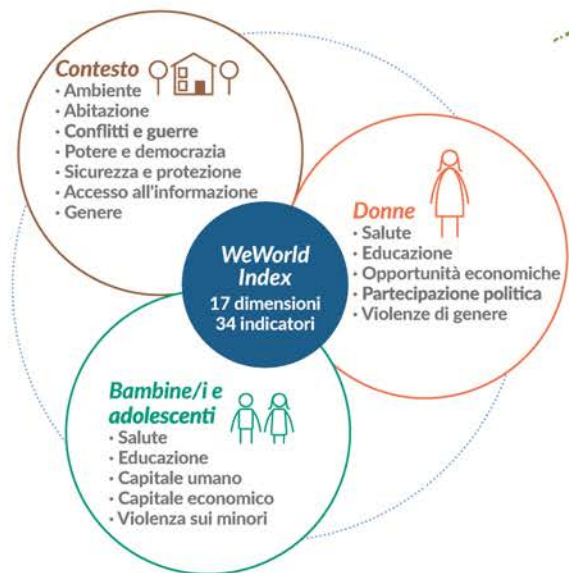 Contesto
· Ambiente
· Abitazione
· Conflitti e guerre
· Potere e democrazia
· Sicurezza e protezione
· Accesso all'informazione
· Genere
WeWorld
Index
17 dimensioni
34 indicatori
Donne
· Salute
· Educazione
· Opportunità economiche
· Partecipazione politica
· Violenze di genere
Bambine/i e
adolescenti
· Salute
· Educazione
· Capitale umano
· Capitale economico
· Violenza sui minori